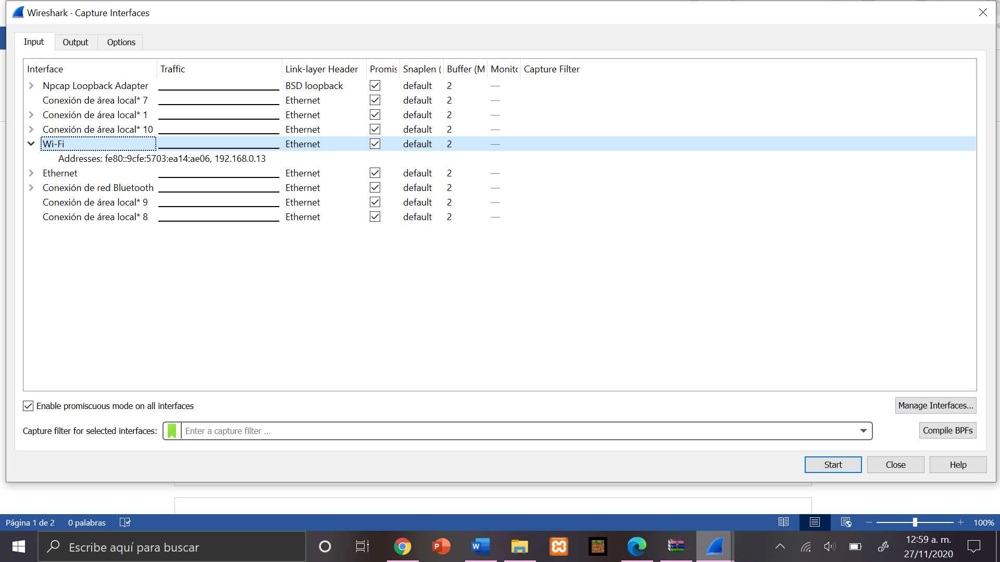 Wireshark · Capture Interfaces
Input Output Options
Interface Traffic Link-layer Header Promis Snaplen ( Buffer (M Monito Capture Filter
Npcap Loopback Adapter BSD loopback default 2 —
Conexión de área local* 7 Ethernet default 2 —
Conexión de área local* 1 Ethernet default 2 —
Conexión de área local* 10 Ethernet default 2 —
Wi-Fi Ethernet default 2 —
Addresses: fe80::9cfe:5703:ea14:ae06, 192.168.0.13
Ethernet Ethernet default 2 —
Conexión de red Bluetooth Ethernet default 2 —
Conexión de área local* 9 Ethernet default 2 —
Conexión de área local* 8 Ethernet default 2 —
Enable promiscuous mode on all interfaces Manage Interfaces...
Capture filter for selected interfaces: Enter a capture filter ... Compile BPFs
Start Close Help
Página 1 de 2 0 palabras 100%
Escribe aquí para buscar
12:59 a. m.
27/11/2020